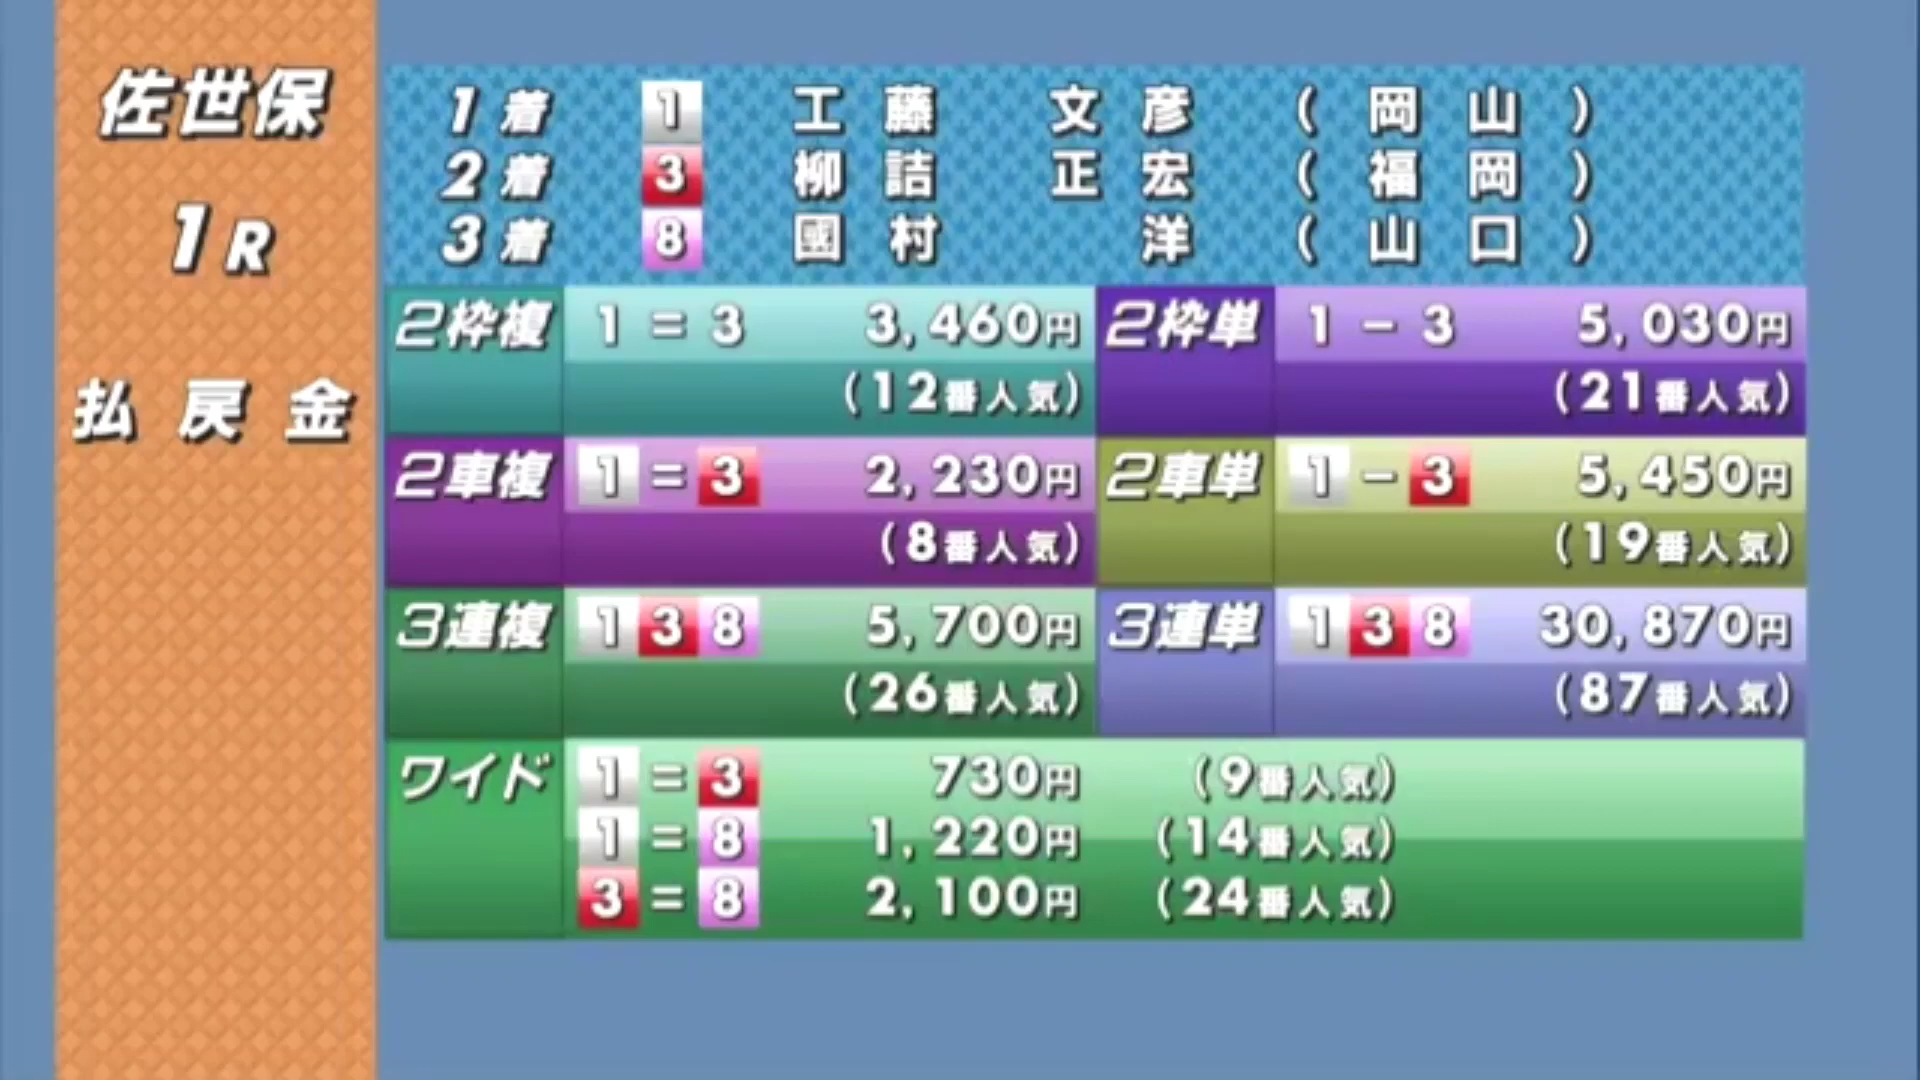 佐世保
1R
払戻金
1着 1 工藤 文彦 (岡山)
2着 3 柳詰 正宏 (福岡)
3着 8 國村 洋 (山口)
2枠複 1=3 3,460円
(12番人気)
2枠単 1-3 5,030円
(21番人気)
2車複 1=3 2,230円
(8番人気)
2車単 1-3 5,450円
(19番人気)
3連複 1 3 8 5,700円
(26番人気)
3連単 1 3 8 30,870円
(87番人気)
ワイド 1=3 730円 (9番人気)
1=8 1,220円 (14番人気)
3=8 2,100円 (24番人気)